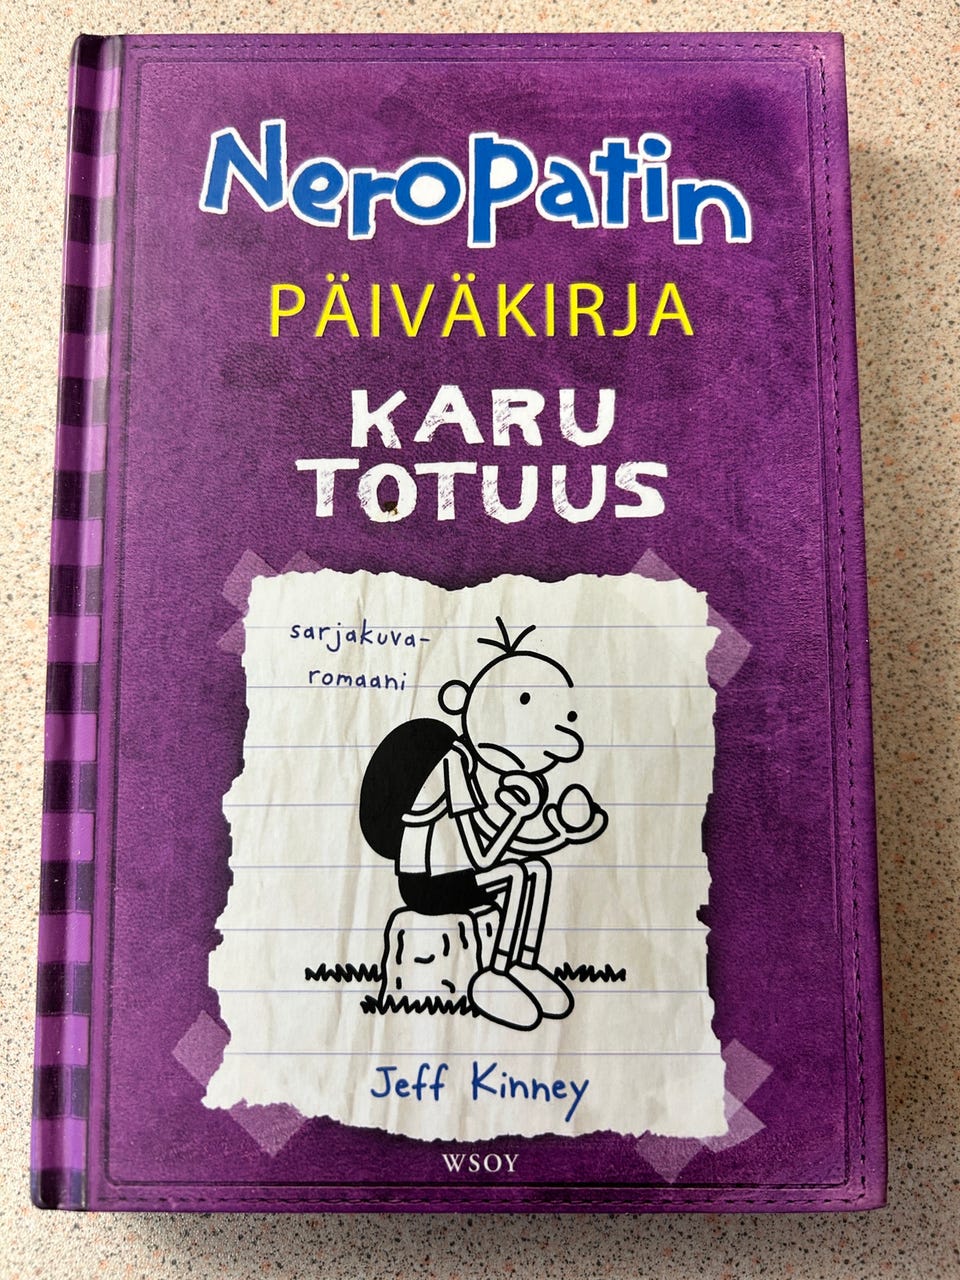 Neropatin
PÄIVÄKIRJA
KARU
TOTUUS
sarjakuva-
romaani
Jeff Kinney
WSOY